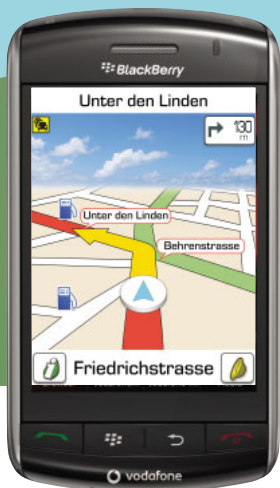 BlackBerry
Unter den Linden
130
m
Unter den Linden
Behrenstrasse
Friedrichstrasse
vodafone